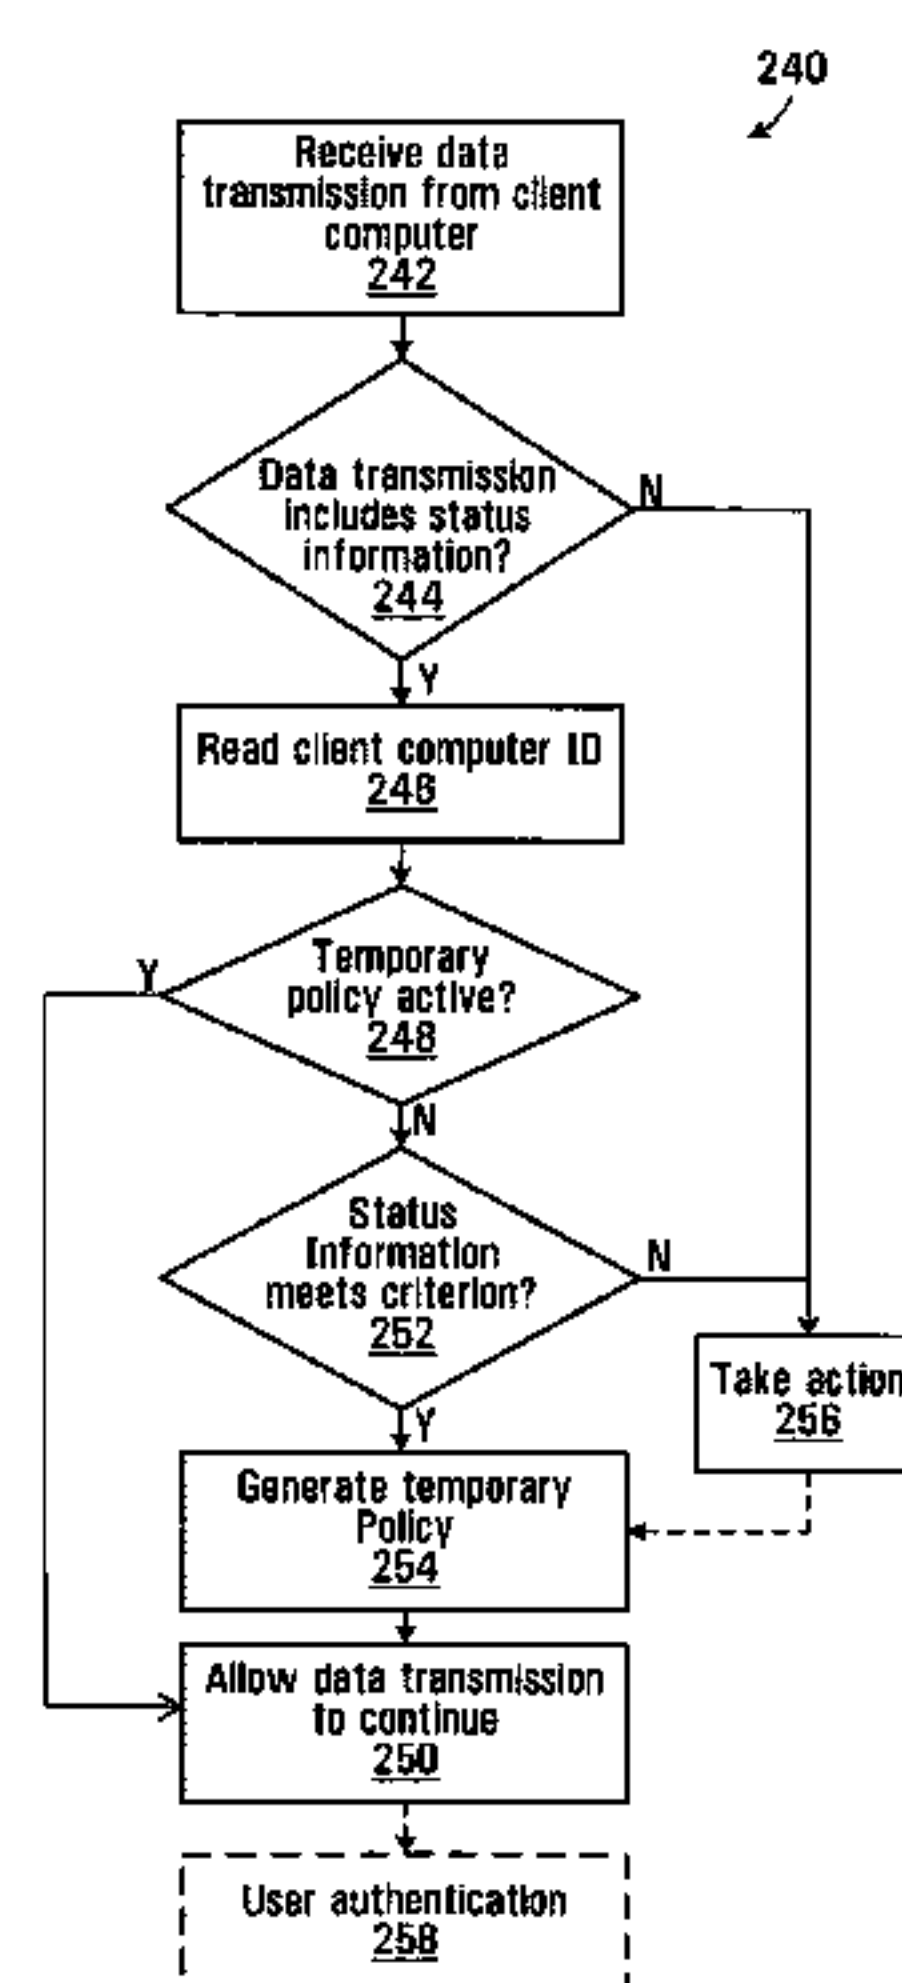 240
Receive data
transmission from client
computer
242
Data transmission
includes status
information?
244
N
Y
Read client computer ID
246
Temporary
policy active?
248
Y
N
Status
Information
meets criterion?
252
N
Y
Take action
256
Generate temporary
Policy
254
Allow data transmission
to continue
250
User authentication
258